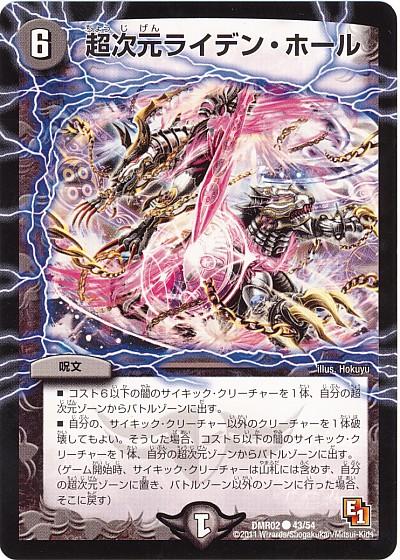 6
ちょうじげん
超次元ライデン・ホール
illus. Hokuyu
呪文
■コスト6以下の闇のサイキック・クリーチャーを1体、自分の超
次元ゾーンからバトルゾーンに出す。
■自分の、サイキック・クリーチャー以外のクリーチャーを1体破
壊してもよい。そうした場合、コスト5以下の闇のサイキック・ク
リーチャーを1体、自分の超次元ゾーンからバトルゾーンに出す。
(ゲーム開始時、サイキック・クリーチャーは山札には含めず、自分
の超次元ゾーンに置き、バトルゾーン以外のゾーンに行った場合、
そこに戻す)
1
DMR02 ● 43/54
©2011 Wizards/Shogakukan/Mitsui-Kids
E1